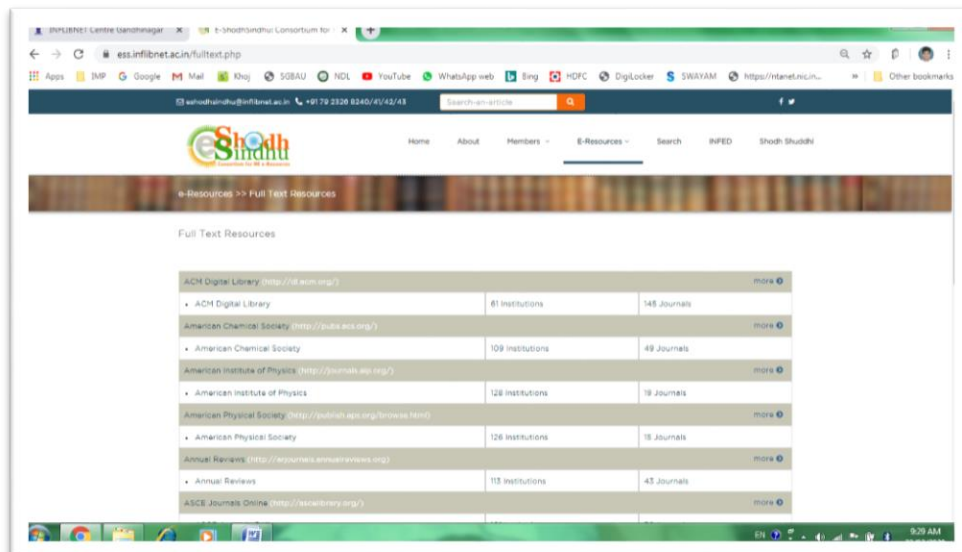 INFLIBNET Centre Gandhinagar
E-ShodhSindhu Consortium for
ess.inflibnet.ac.in/fulltext.php
Apps IMP Google Mail Khoj SGBAU NDL YouTube WhatsApp web Bing HDFC DigiLocker SWAYAM https://ntanet.nic.in... » Other bookmarks
eshodhsindhu@inflibnet.ac.in +91 79 2326 8240/41/42/43 Search-an-article
e Shodh Sindhu
Consortium for HE e-Resources
Home About Members E-Resources Search INFED Shodh Shuddhi
e-Resources >> Full Text Resources
Full Text Resources
ACM Digital Library (http://dl.acm.org/) more
• ACM Digital Library 61 Institutions Journals
American Chemical Society (http://pubs.acs.org/) more
• American Chemical Society 109 Institutions 49 Journals
American Institute of Physics (http://journals.aip.org/) more
• American Institute of Physics 128 Institutions Journals
American Physical Society (http://publish.aps.org/browse.html) more
• American Physical Society 126 Institutions Journals
Annual Reviews (http://arjournals.annualreviews.org) more
• Annual Reviews 113 Institutions 43 Journals
ASCE Journals Online (http://ascelibrary.org/) more
EN 9:29 AM